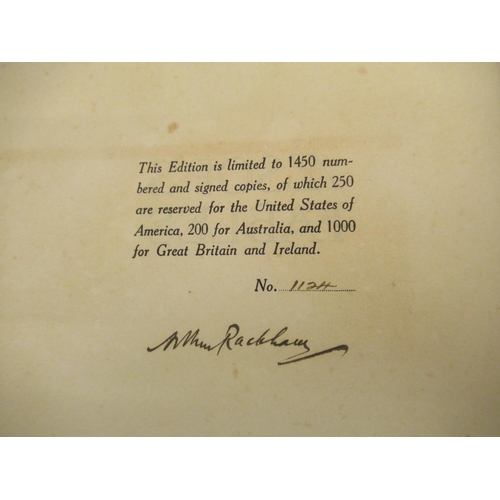 This Edition is limited to 1450 num-
bered and signed copies, of which 250
are reserved for the United States of
America, 200 for Australia, and 1000
for Great Britain and Ireland.
No. 1124
Arthur Rackham